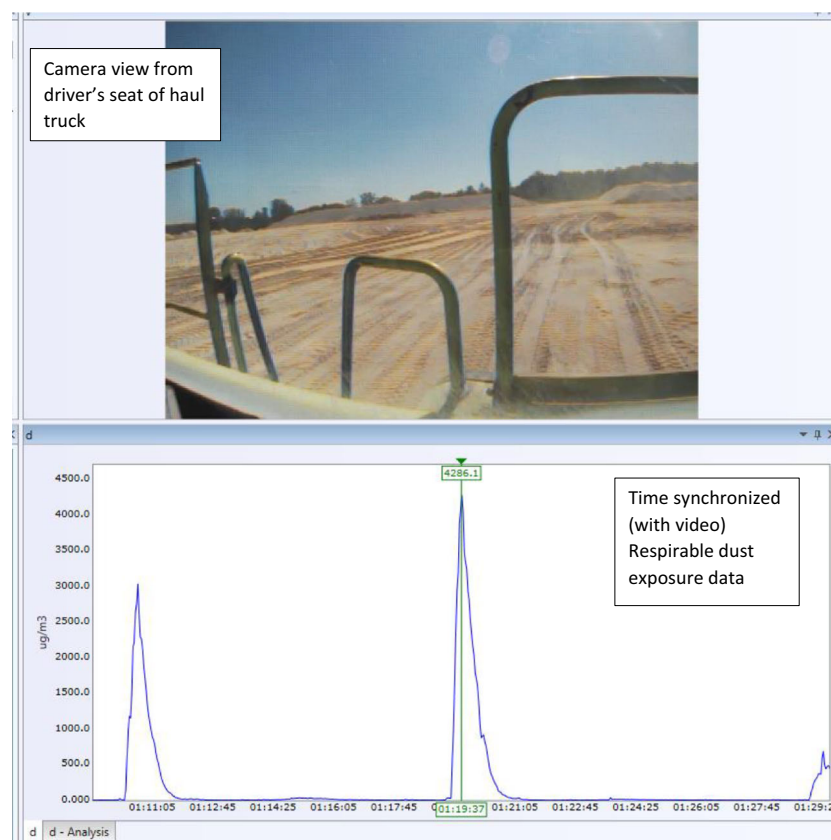 Camera view from
driver's seat of haul
truck
d
4286.1
4500.0
4000.0
3500.0
3000.0
2500.0
2000.0
1500.0
1000.0
500.0
0.000
ug/m3
Time synchronized
(with video)
Respirable dust
exposure data
01:11:05 01:12:45 01:14:25 01:16:05 01:17:45 01:19:37 01:21:05 01:22:45 01:24:25 01:26:05 01:27:45
d d - Analysis